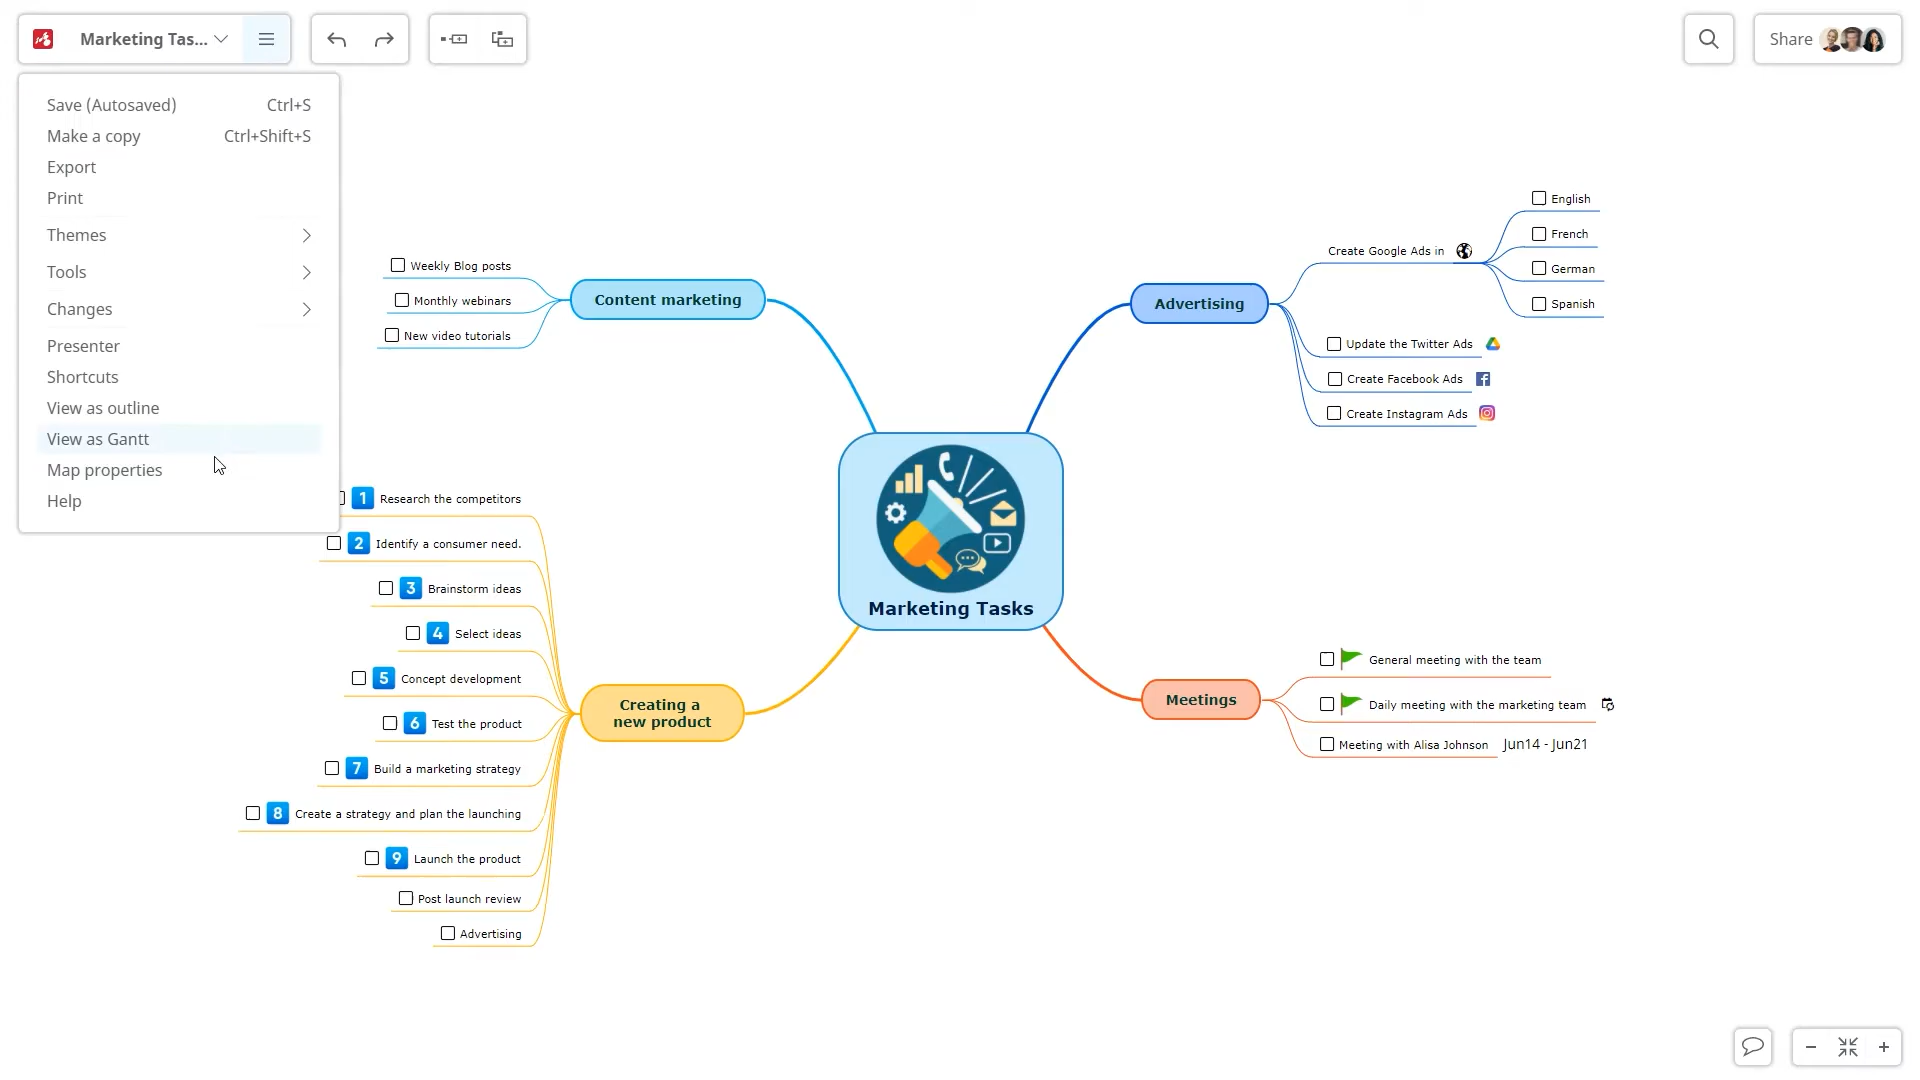 Marketing Tas...
Share
Save (Autosaved) Ctrl+S
Make a copy Ctrl+Shift+S
Export
Print
Themes
Tools
Changes
Presenter
Shortcuts
View as outline
View as Gantt
Map properties
Help
Weekly Blog posts
Monthly webinars
New video tutorials
Content marketing
Advertising
Create Google Ads in
English
French
German
Spanish
Update the Twitter Ads
Create Facebook Ads
Create Instagram Ads
Marketing Tasks
1 Research the competitors
2 Identify a consumer need.
3 Brainstorm ideas
4 Select ideas
5 Concept development
6 Test the product
7 Build a marketing strategy
8 Create a strategy and plan the launching
9 Launch the product
Post launch review
Advertising
Creating a
new product
Meetings
General meeting with the team
Daily meeting with the marketing team
Meeting with Alisa Johnson Jun14 - Jun21